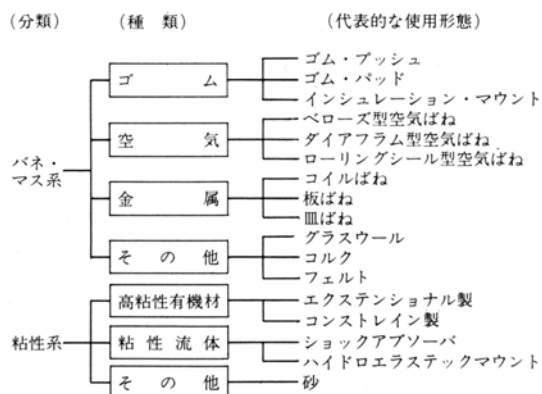 (分類) (種 類) (代表的な使用形態)
ゴム・ブッシュ
ゴ ム ゴム・パッド
インシュレーション・マウント
ベローズ型空気ばね
空 気 ダイアフラム型空気ばね
ローリングシール型空気ばね
バネ・
マス系
コイルばね
金 属 板ばね
皿ばね
グラスウール
そ の 他 コルク
フェルト
高粘性有機材 エクステンショナル製
コンストレイン製
粘性系 粘 性 流 体 ショックアブソーバ
ハイドロエラステックマウント
そ の 他 砂